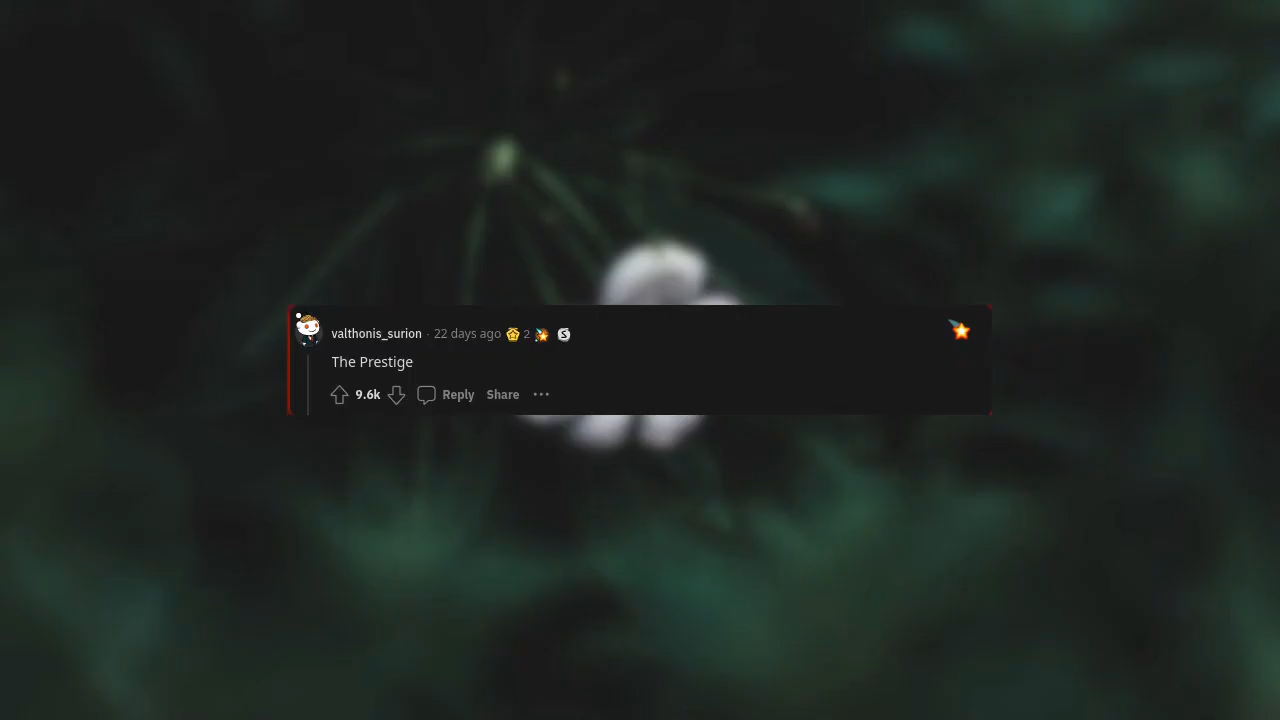 valthonis_surion · 22 days ago 2 S
The Prestige
9.6k Reply Share ···